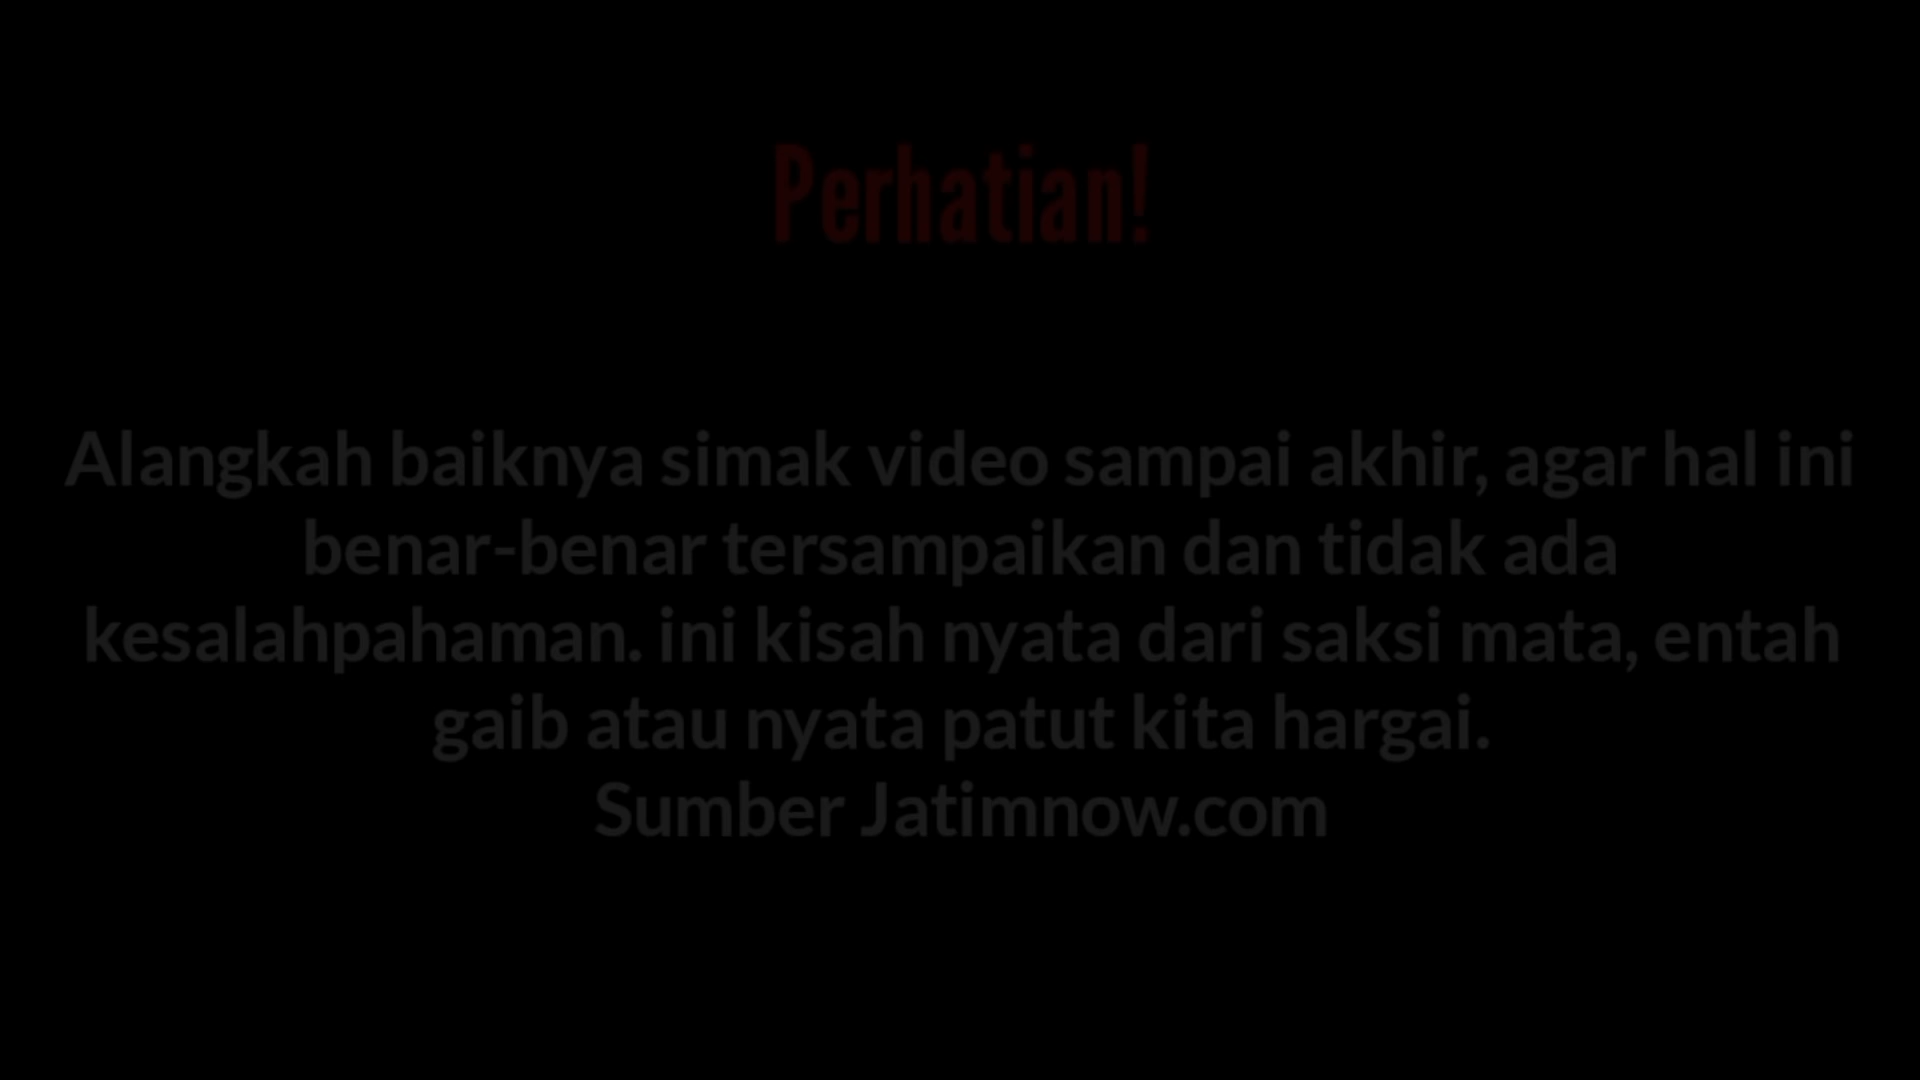 Perhatian!
Alangkah baiknya simak video sampai akhir, agar hal ini
benar-benar tersampaikan dan tidak ada
kesalahpahaman. ini kisah nyata dari saksi mata, entah
gaib atau nyata patut kita hargai.
Sumber Jatimnow.com